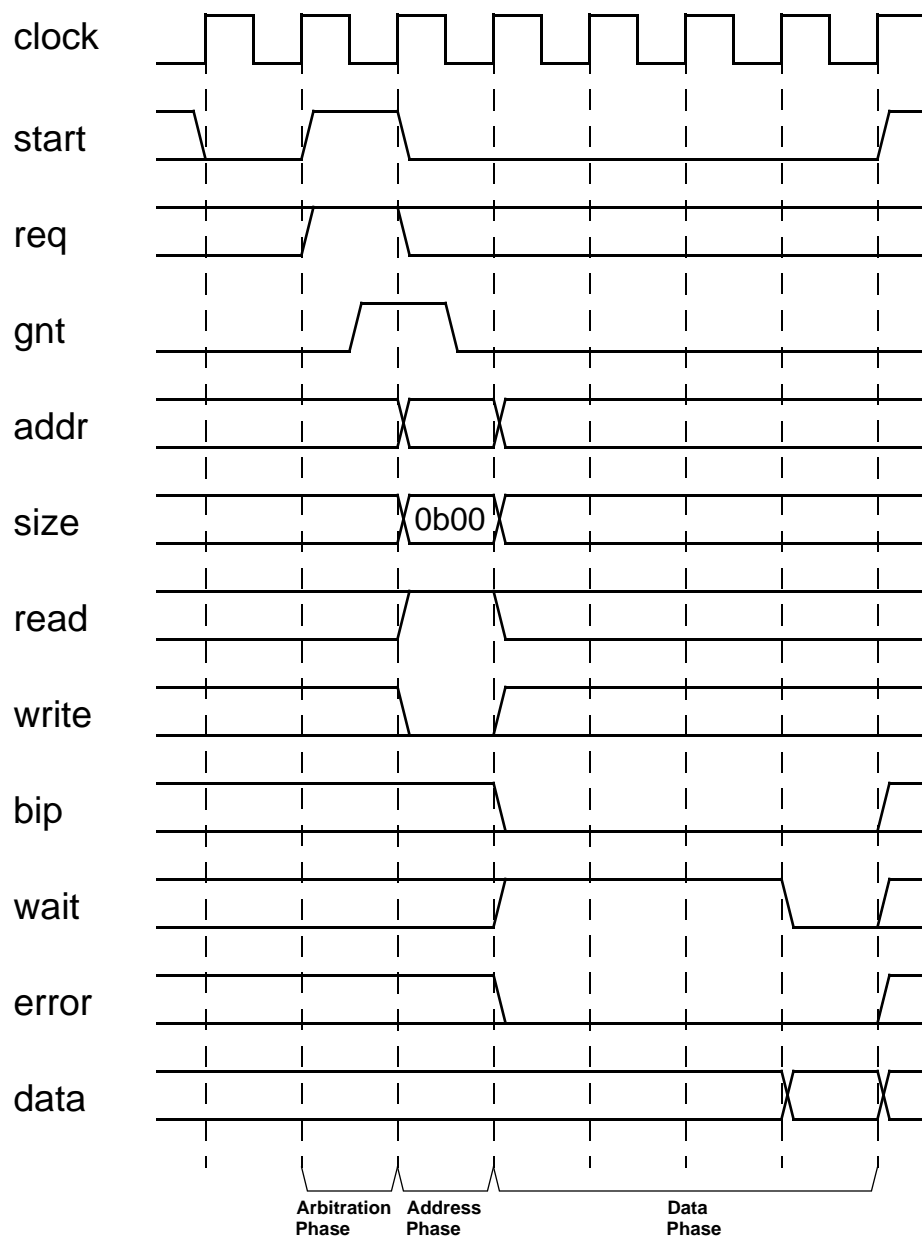 clock
start
req
gnt
addr
size
0b00
read
write
bip
wait
error
data
Arbitration
Phase
Address
Phase
Data
Phase